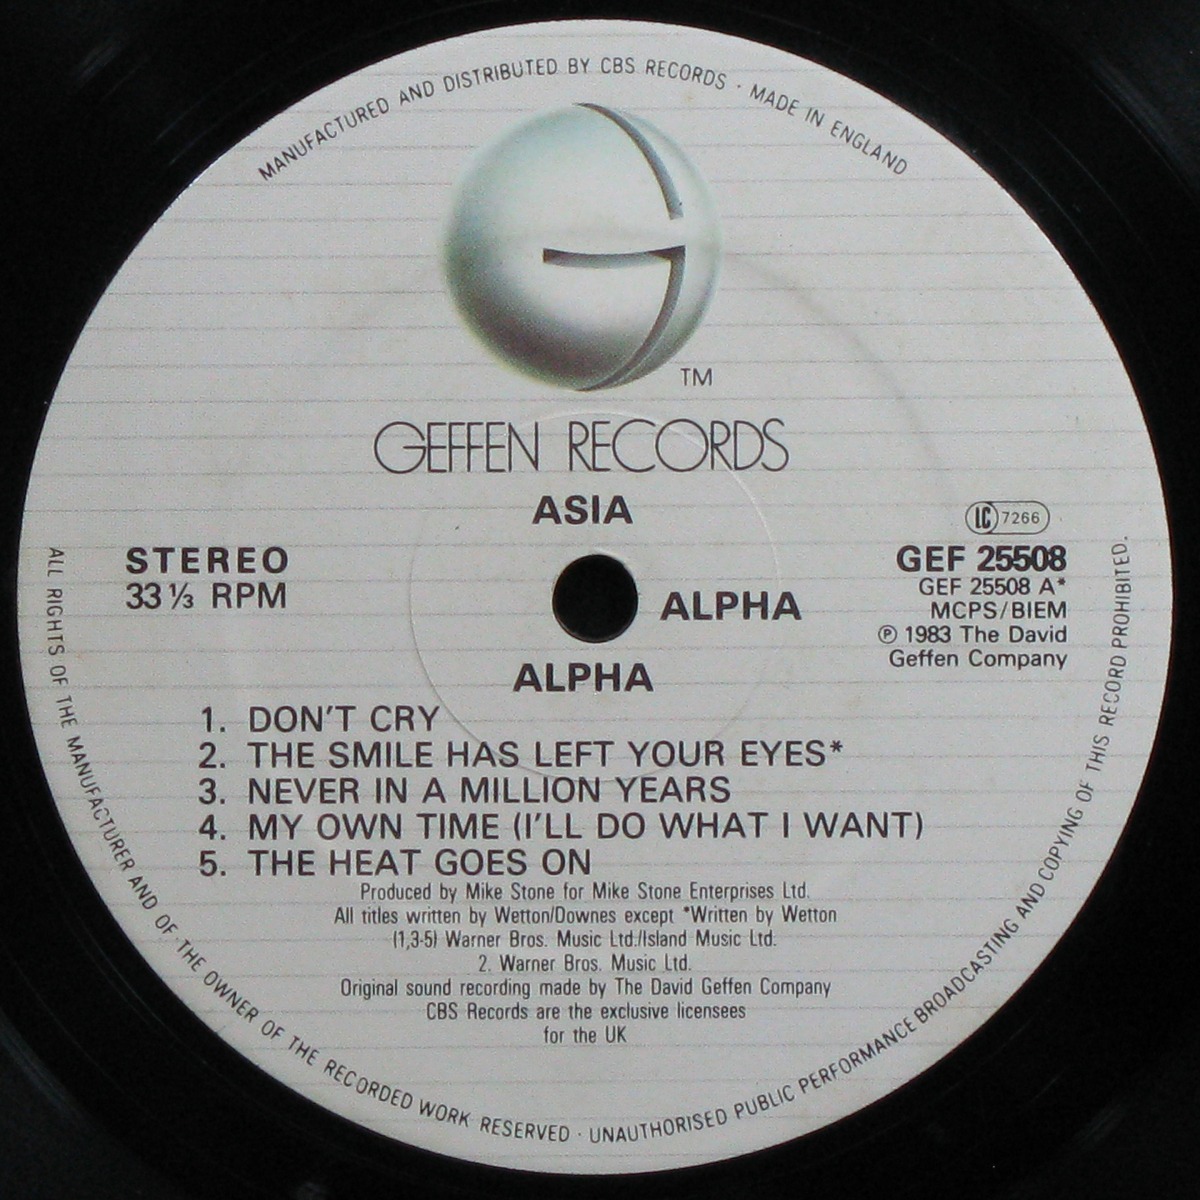 MANUFACTURED AND DISTRIBUTED BY CBS RECORDS · MADE IN ENGLAND
TM
GEFFEN RECORDS
ASIA
LC 7266
STEREO
33 ⅓ RPM
GEF 25508
GEF 25508 A*
MCPS/BIEM
℗ 1983 The David
Geffen Company
ALPHA
ALPHA
1. DON'T CRY
2. THE SMILE HAS LEFT YOUR EYES*
3. NEVER IN A MILLION YEARS
4. MY OWN TIME (I'LL DO WHAT I WANT)
5. THE HEAT GOES ON
Produced by Mike Stone for Mike Stone Enterprises Ltd.
All titles written by Wetton/Downes except *Written by Wetton
(1,3-5) Warner Bros. Music Ltd./Island Music Ltd.
2. Warner Bros. Music Ltd.
Original sound recording made by The David Geffen Company
CBS Records are the exclusive licensees
for the UK
ALL RIGHTS OF THE MANUFACTURER AND OF THE OWNER OF THE RECORDED WORK RESERVED · UNAUTHORISED PUBLIC PERFORMANCE BROADCASTING AND COPYING OF THIS RECORD PROHIBITED.